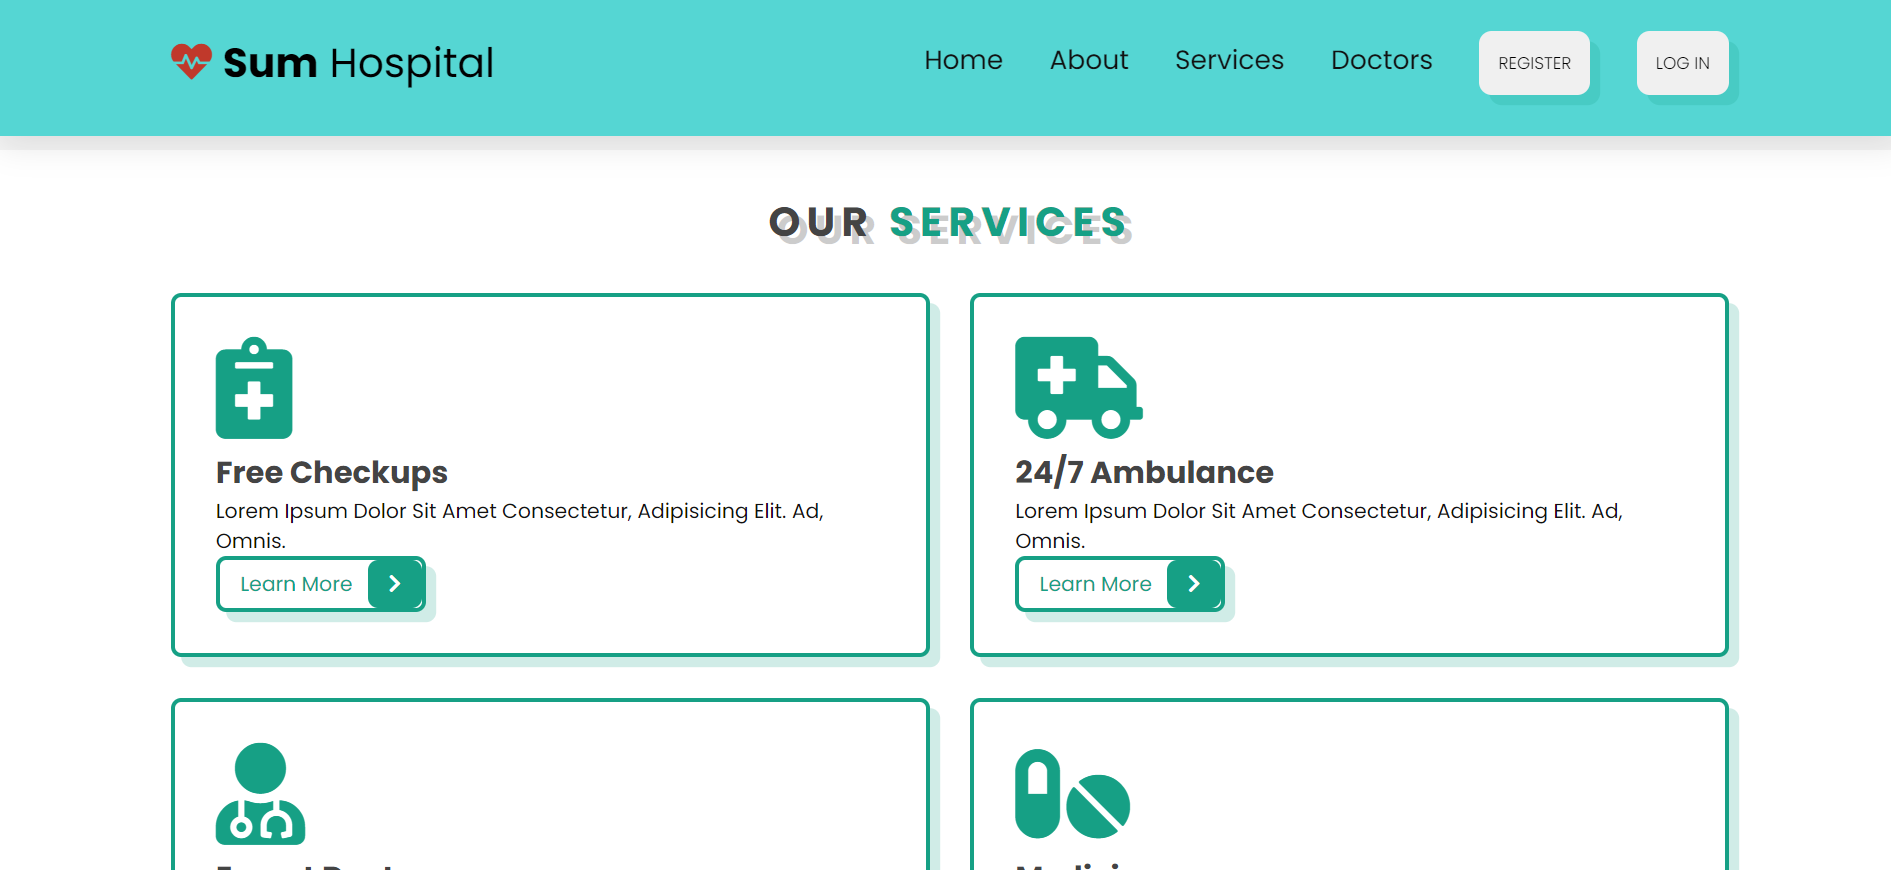 Sum Hospital
Home About Services Doctors REGISTER LOG IN
OUR SERVICES
Free Checkups
Lorem Ipsum Dolor Sit Amet Consectetur, Adipisicing Elit. Ad,
Omnis.
Learn More
24/7 Ambulance
Lorem Ipsum Dolor Sit Amet Consectetur, Adipisicing Elit. Ad,
Omnis.
Learn More